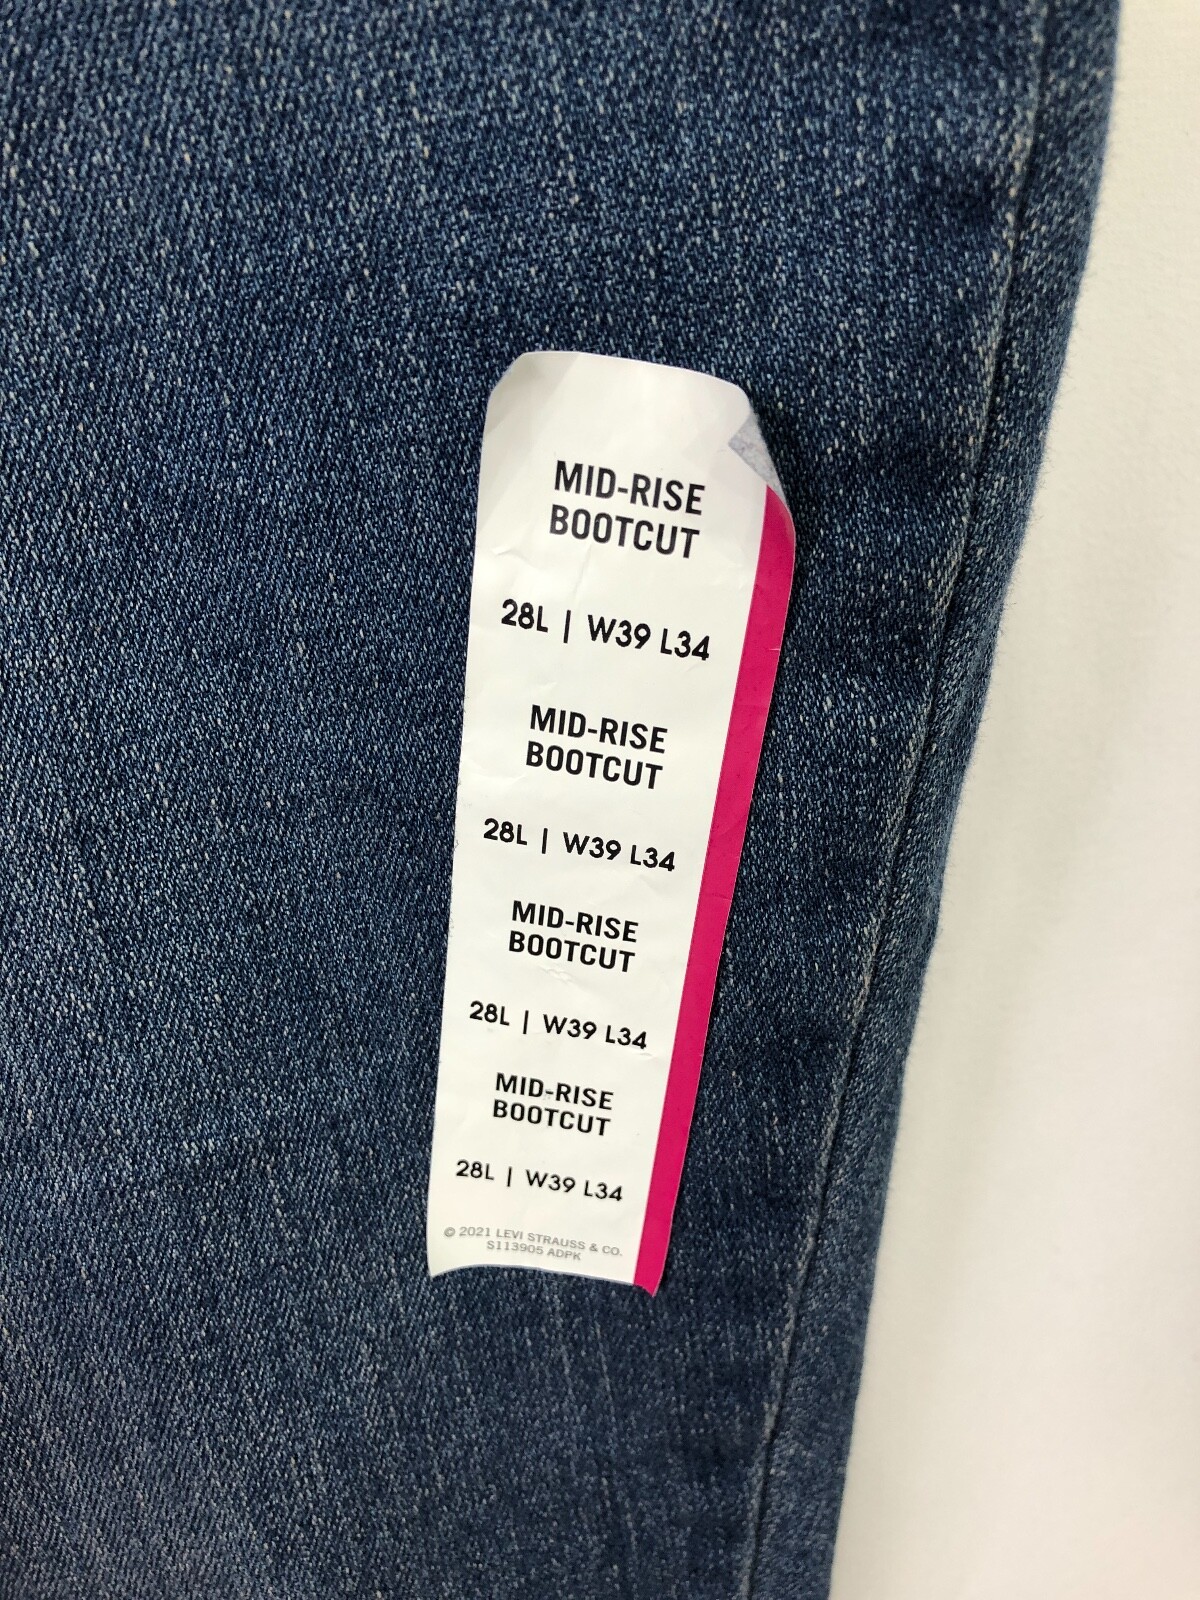 MID-RISE
BOOTCUT
28L | W39 L34
MID-RISE
BOOTCUT
28L | W39 L34
MID-RISE
BOOTCUT
28L | W39 L34
MID-RISE
BOOTCUT
28L | W39 L34
© 2021 LEVI STRAUSS & CO.
S113905 ADPK